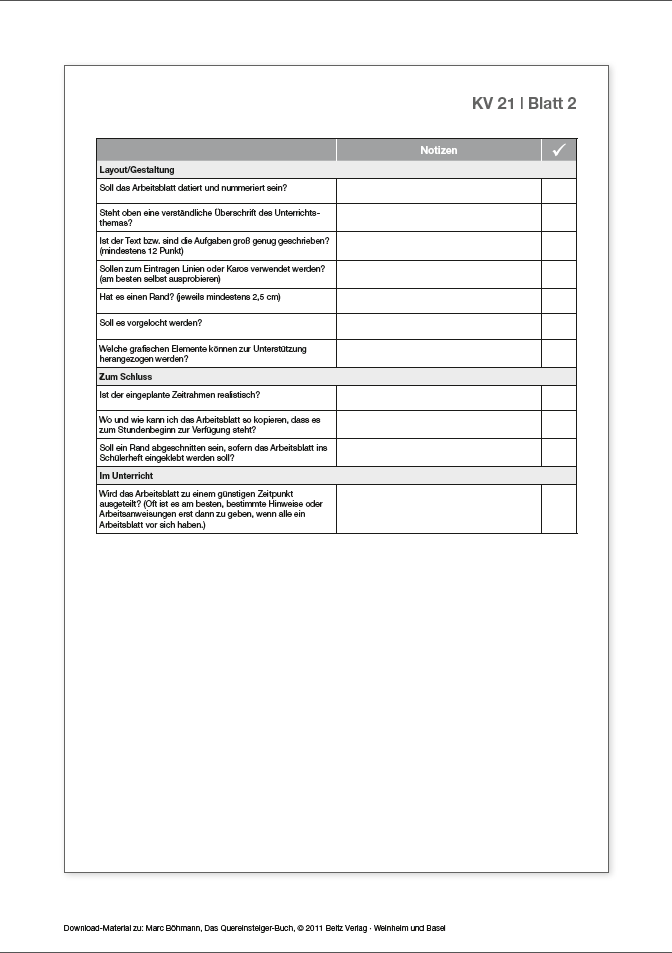 KV 21 | Blatt 2
Notizen ✓
Layout/Gestaltung
Soll das Arbeitsblatt datiert und nummeriert sein?
Steht oben eine verständliche Überschrift des Unterrichts-
themas?
Ist der Text bzw. sind die Aufgaben groß genug geschrieben?
(mindestens 12 Punkt)
Sollen zum Eintragen Linien oder Karos verwendet werden?
(am besten selbst ausprobieren)
Hat es einen Rand? (jeweils mindestens 2,5 cm)
Soll es vorgelocht werden?
Welche grafischen Elemente können zur Unterstützung
herangezogen werden?
Zum Schluss
Ist der eingeplante Zeitrahmen realistisch?
Wo und wie kann ich das Arbeitsblatt so kopieren, dass es
zum Stundenbeginn zur Verfügung steht?
Soll ein Rand abgeschnitten sein, sofern das Arbeitsblatt ins
Schülerheft eingeklebt werden soll?
Im Unterricht
Wird das Arbeitsblatt zu einem günstigen Zeitpunkt
ausgeteilt? (Oft ist es am besten, bestimmte Hinweise oder
Arbeitsanweisungen erst dann zu geben, wenn alle ein
Arbeitsblatt vor sich haben.)
Download-Material zu: Marc Böhmann, Das Quereinsteiger-Buch, © 2011 Beltz Verlag · Weinheim und Basel